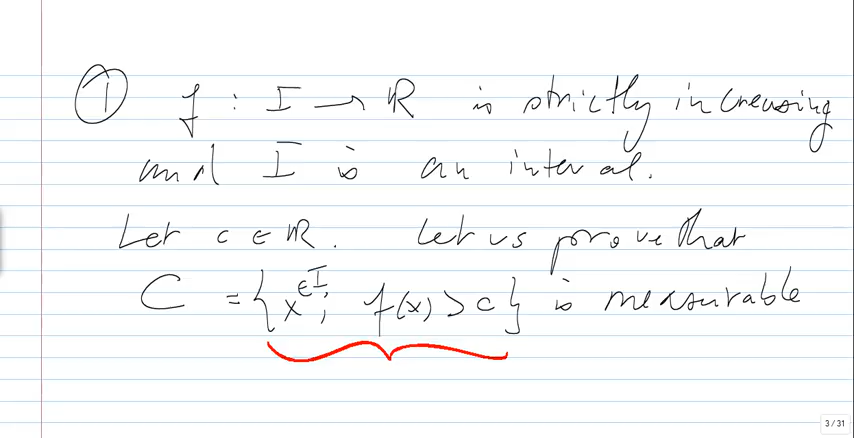 ① f : I → ℝ is strictly increasing
and I is an interval.
Let c ∈ ℝ. Let us prove that
C = { x ∈ I ; f(x) > c } is measurable
3 / 31